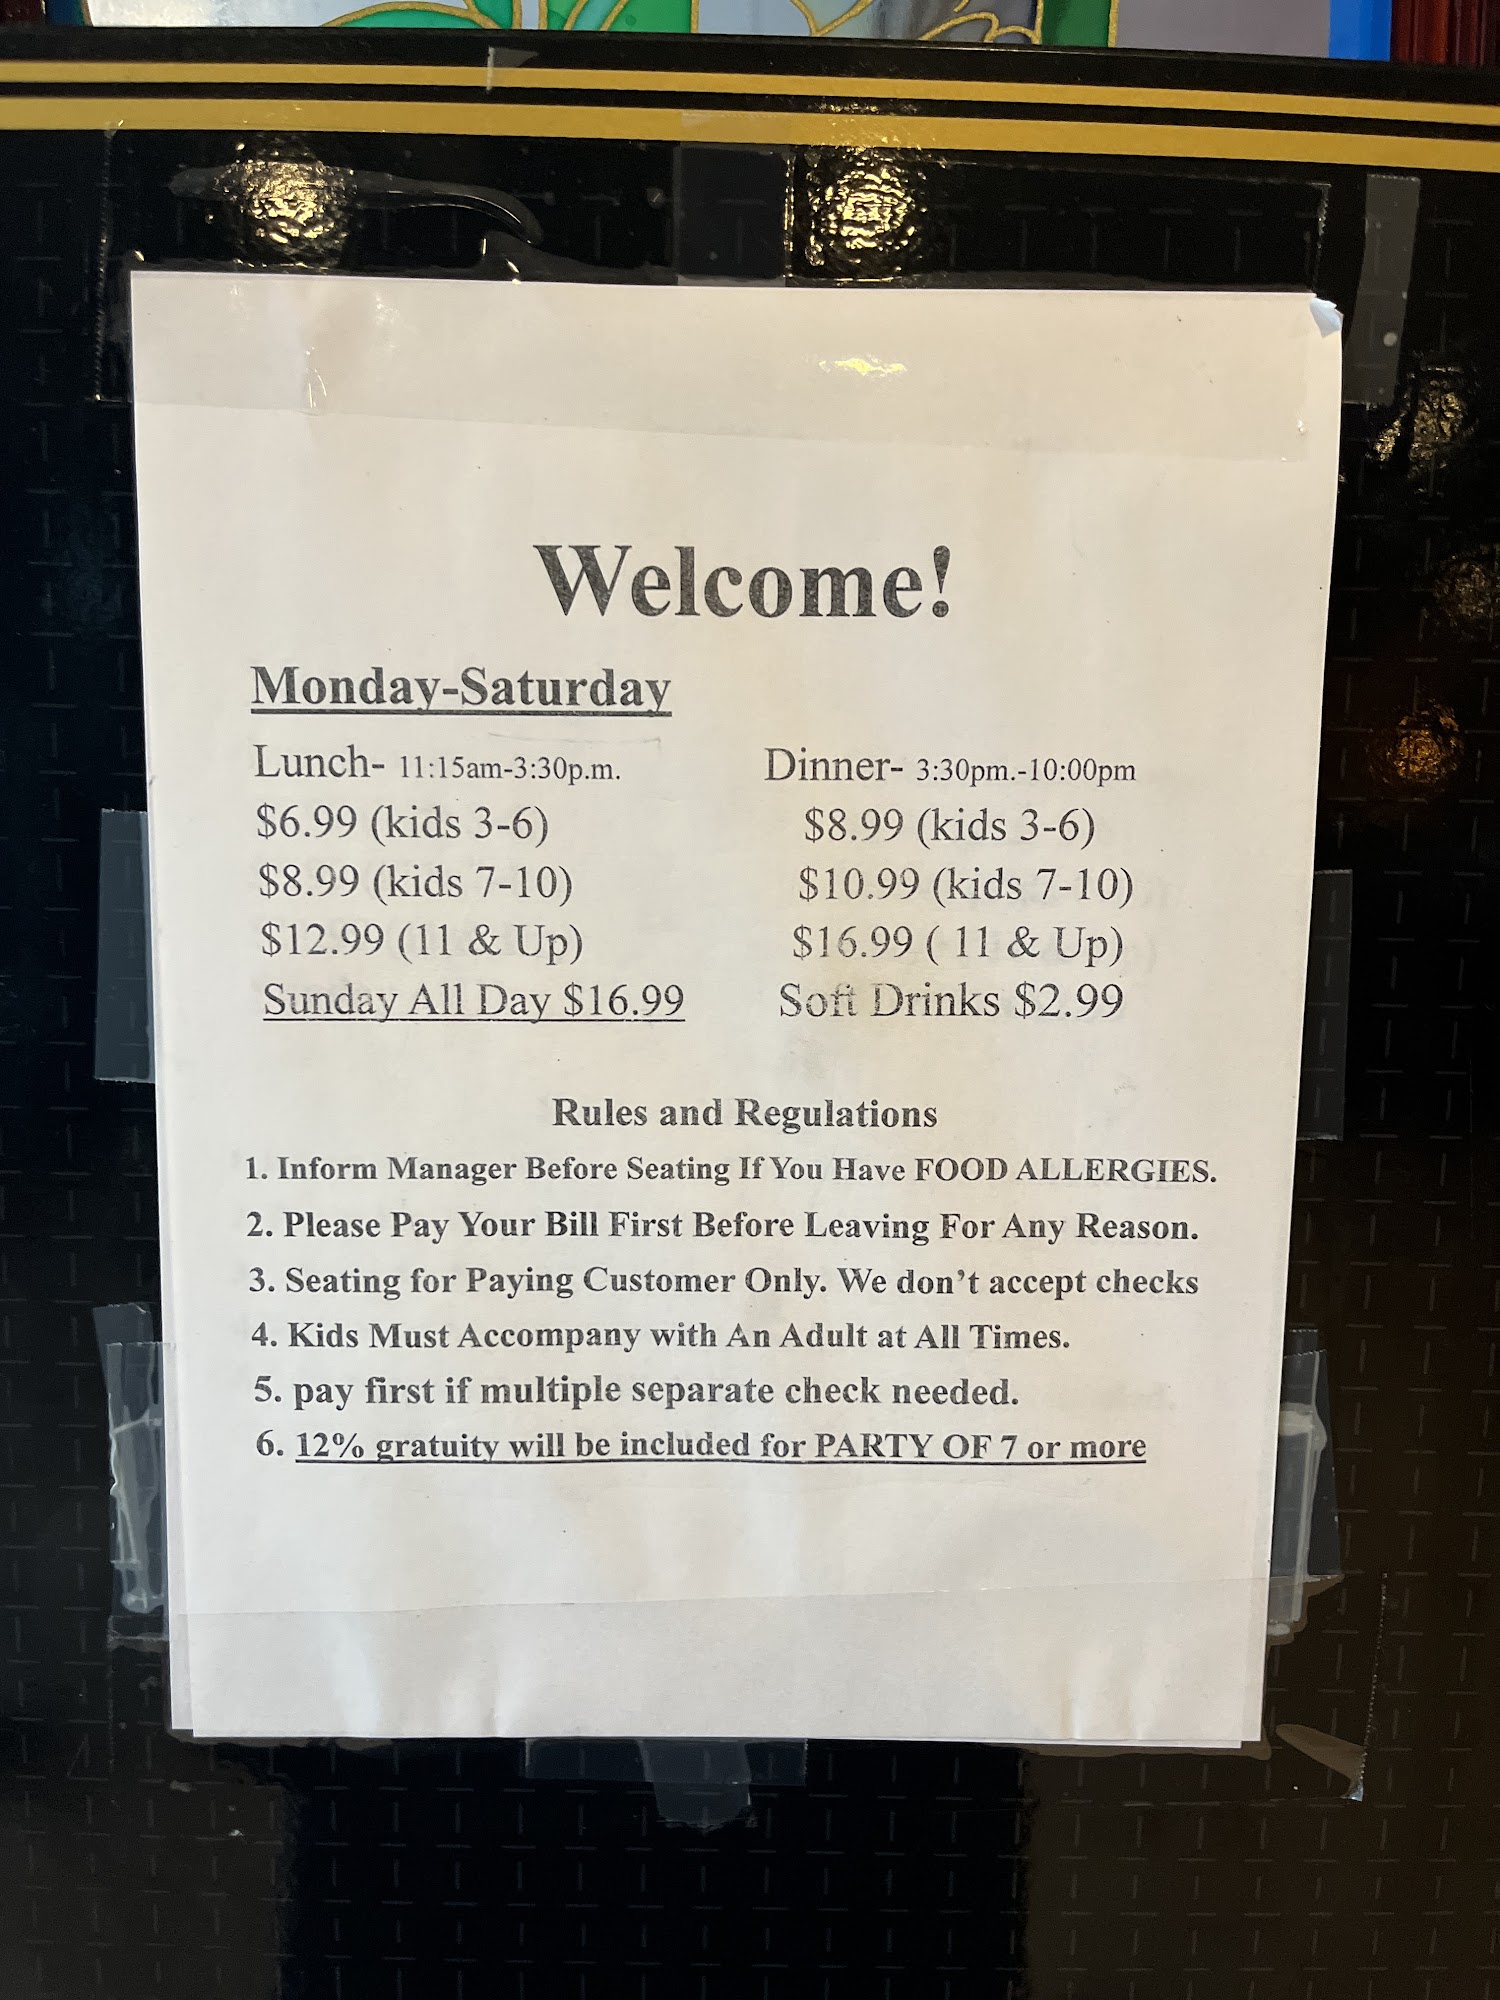 Welcome!
Monday-Saturday
Lunch- 11:15am-3:30p.m.
$6.99 (kids 3-6)
$8.99 (kids 7-10)
$12.99 (11 & Up)
Sunday All Day $16.99
Dinner- 3:30pm.-10:00pm
$8.99 (kids 3-6)
$10.99 (kids 7-10)
$16.99 ( 11 & Up)
Soft Drinks $2.99
Rules and Regulations
1. Inform Manager Before Seating If You Have FOOD ALLERGIES.
2. Please Pay Your Bill First Before Leaving For Any Reason.
3. Seating for Paying Customer Only. We don't accept checks
4. Kids Must Accompany with An Adult at All Times.
5. pay first if multiple separate check needed.
6. 12% gratuity will be included for PARTY OF 7 or more